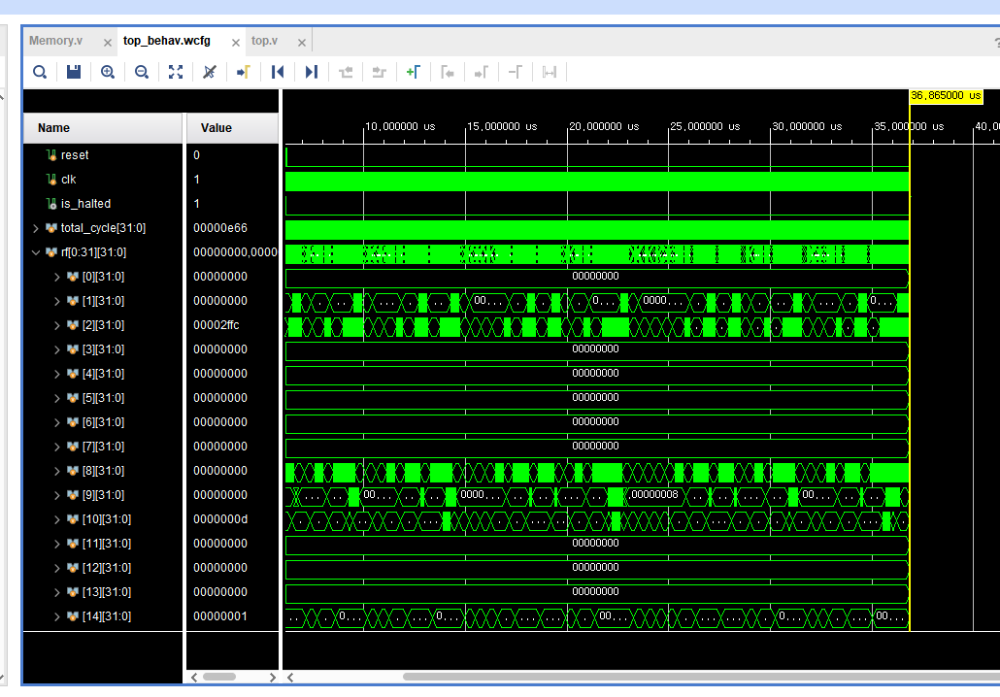 Memory.v top_behav.wcfg top.v
36,865000 us
Name Value
10,000000 us 15,000000 us 20,000000 us 25,000000 us 30,000000 us 35,000000 us 40,0
reset 0
clk 1
is_halted 1
total_cycle[31:0] 00000e66
rf[0:31][31:0] 00000000,0000
[0][31:0] 00000000 00000000
[1][31:0] 00000000 ... 00... 0... 0000... 0...
[2][31:0] 00002ffc
[3][31:0] 00000000 00000000
[4][31:0] 00000000 00000000
[5][31:0] 00000000 00000000
[6][31:0] 00000000 00000000
[7][31:0] 00000000 00000000
[8][31:0] 00000000
[9][31:0] 00000000 ... 00... 0000... 00000008 ... 00...
[10][31:0] 0000000d
[11][31:0] 00000000 00000000
[12][31:0] 00000000 00000000
[13][31:0] 00000000 00000000
[14][31:0] 00000001 ... 0... 0... 00... 0... 00...